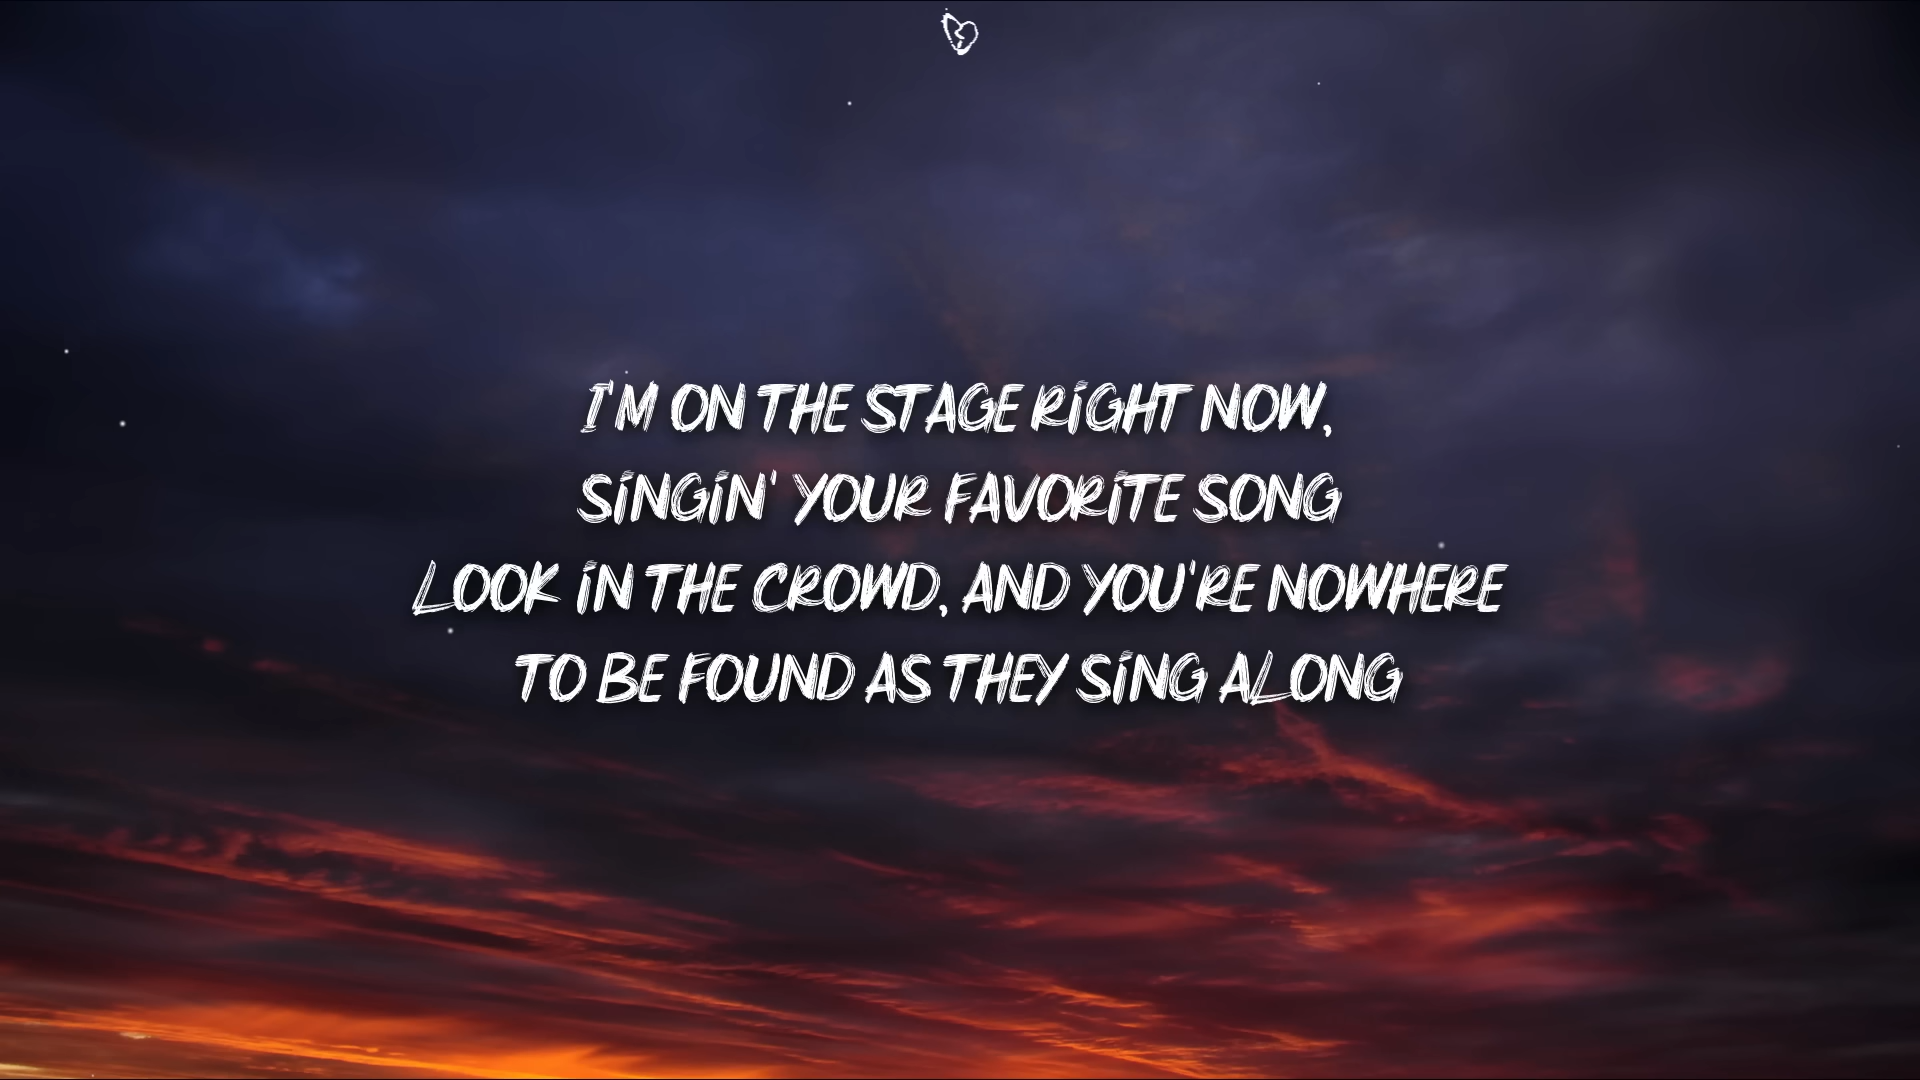 I'M ON THE STAGE RIGHT NOW,
SINGIN' YOUR FAVORITE SONG
LOOK IN THE CROWD, AND YOU'RE NOWHERE
TO BE FOUND AS THEY SING ALONG